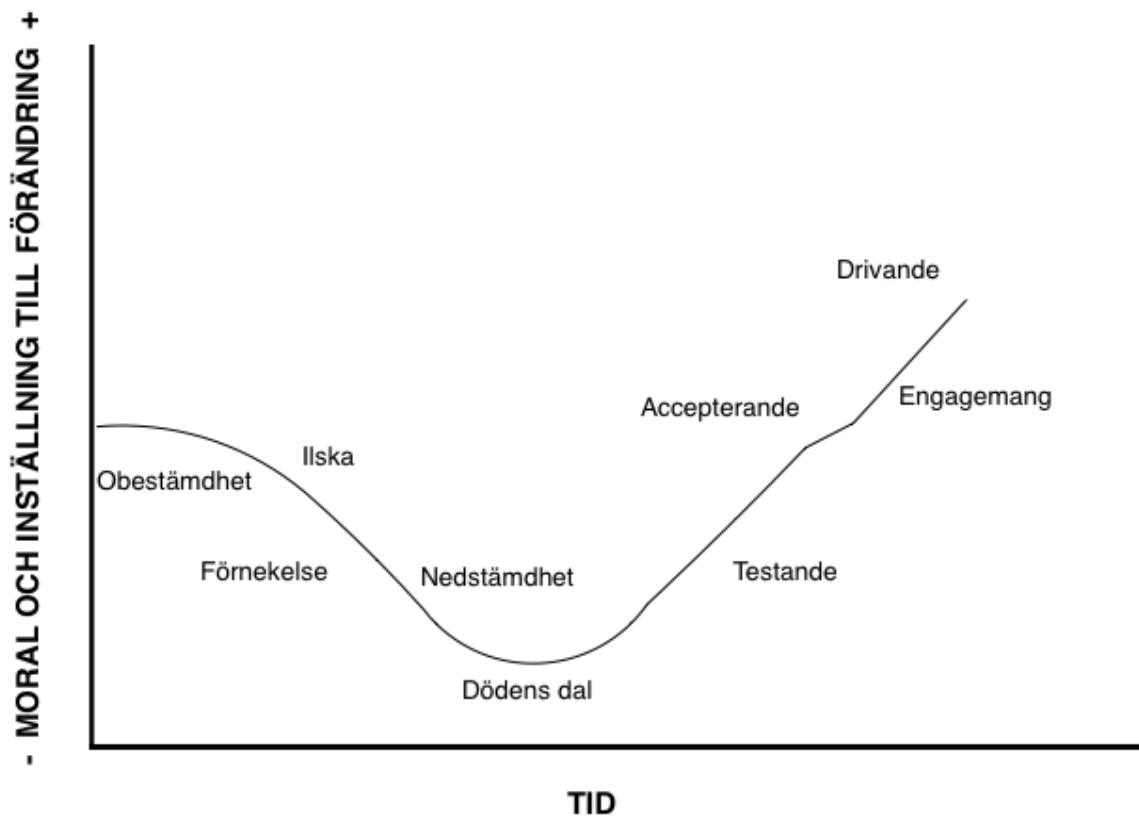 - MORAL OCH INSTÄLLNING TILL FÖRÄNDRING +
Drivande
Accepterande
Engagemang
Ilska
Obestämdhet
Förnekelse
Nedstämdhet
Testande
Dödens dal
TID